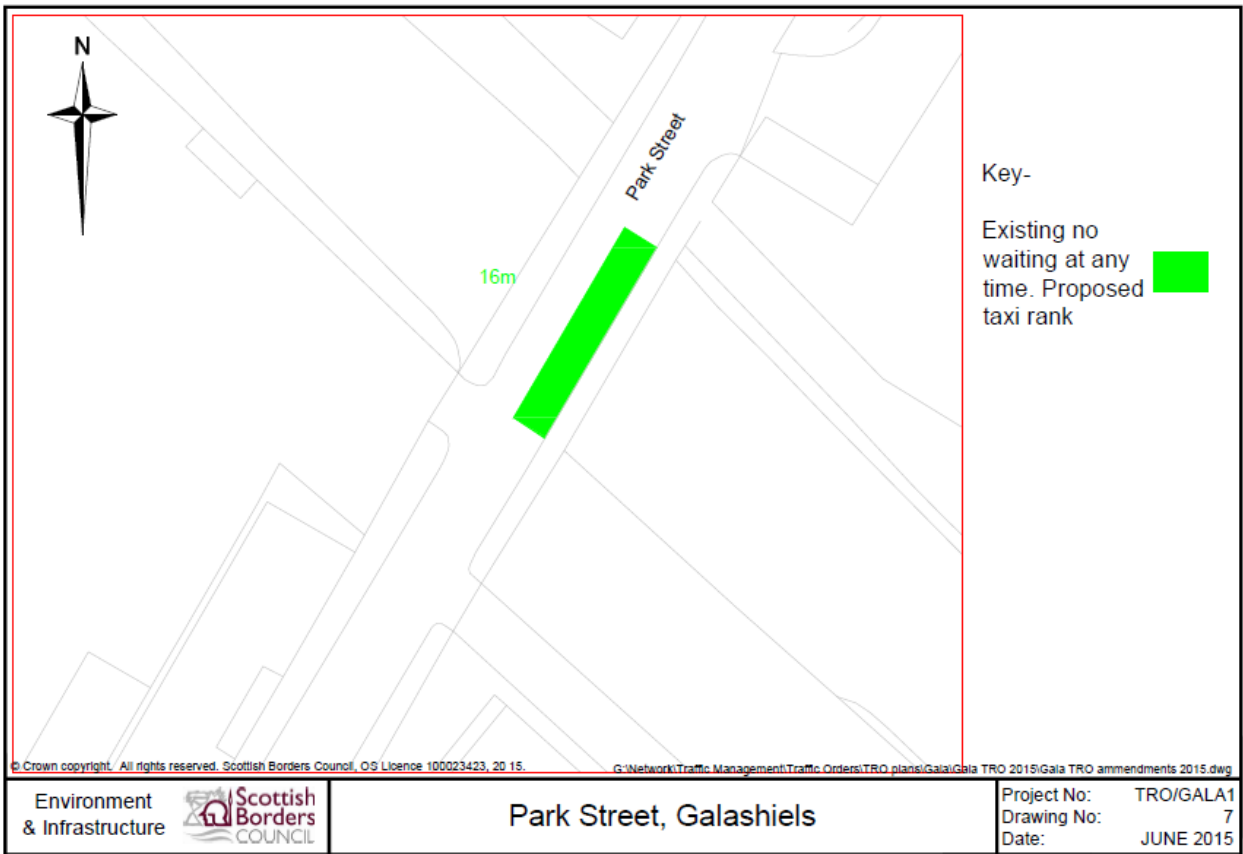 N
Park Street
16m
Key-
Existing no
waiting at any
time. Proposed
taxi rank
© Crown copyright. All rights reserved. Scottish Borders Council, OS Licence 100023423, 20 15.
G:\Network\Traffic Management\Traffic Orders\TRO plans\Gala\Gala TRO 2015\Gala TRO ammendments 2015.dwg
Environment
& Infrastructure
Scottish
Borders
COUNCIL
Park Street, Galashiels
Project No: TRO/GALA1
Drawing No: 7
Date: JUNE 2015